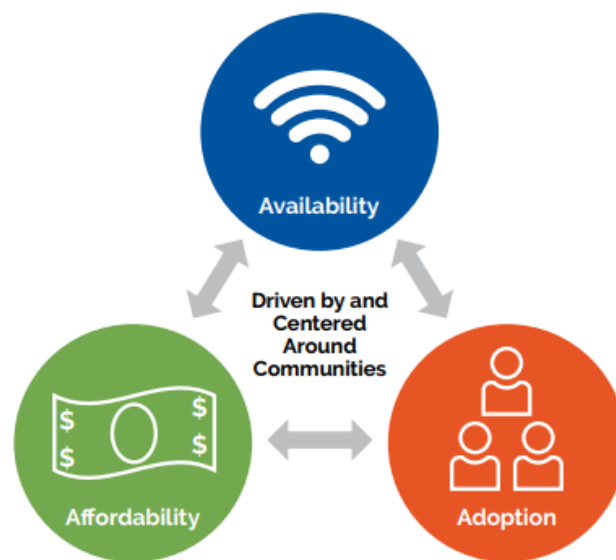 Availability
Driven by and
Centered
Around
Communities
$ $
$ $
Affordability
Adoption